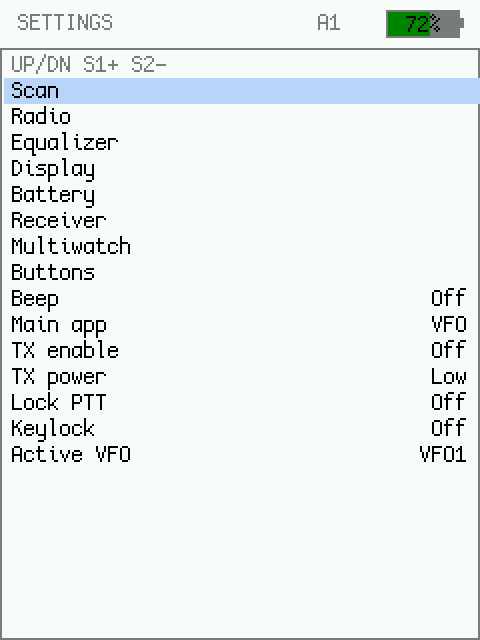 SETTINGS A1 72%
UP/DN S1+ S2-
Scan
Radio
Equalizer
Display
Battery
Receiver
Multiwatch
Buttons
Beep Off
Main app VFO
TX enable Off
TX power Low
Lock PTT Off
Keylock Off
Active VFO VFO1